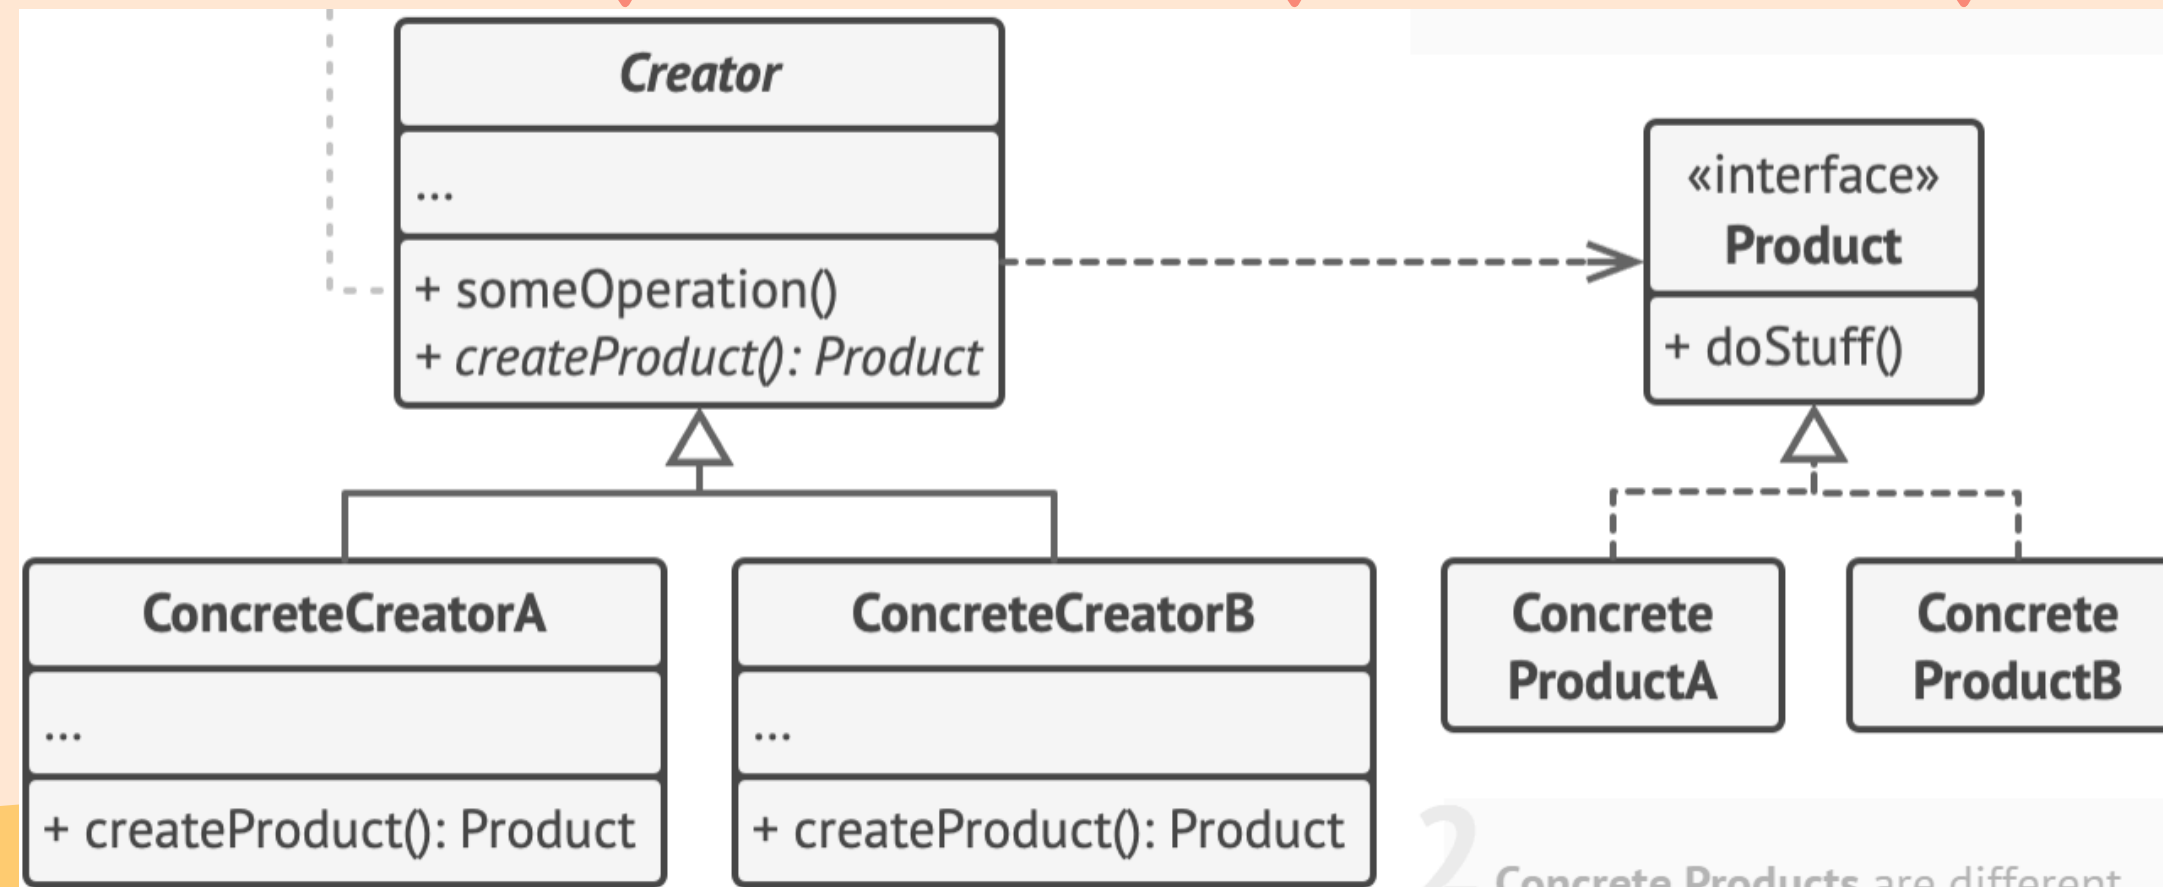 Creator
...
+ someOperation()
+ createProduct(): Product
«interface»
Product
+ doStuff()
ConcreteCreatorA
...
+ createProduct(): Product
ConcreteCreatorB
...
+ createProduct(): Product
Concrete
ProductA
Concrete
ProductB
2
Concrete Products are different